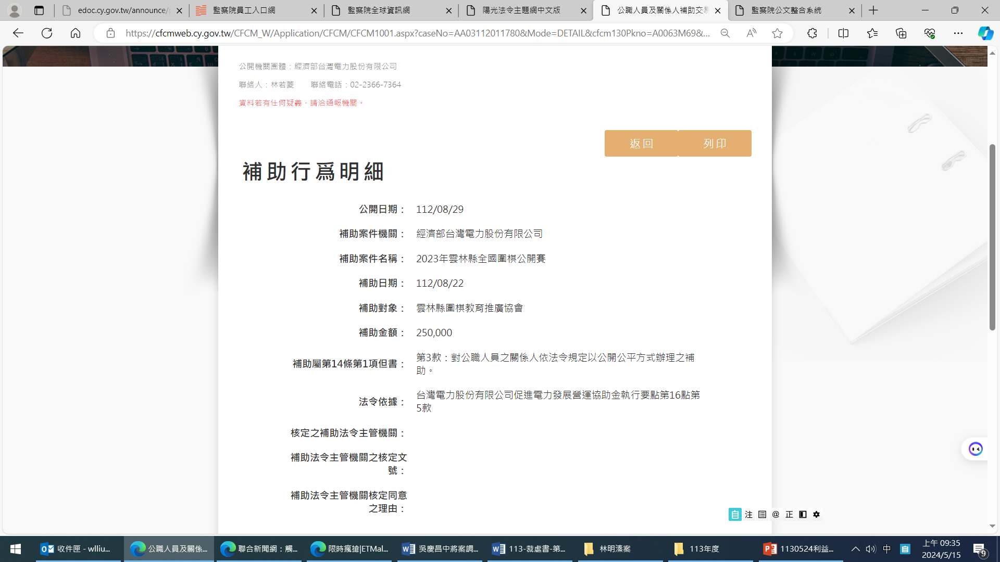 edoc.cy.gov.tw/announce/
監察院員工入口網
監察院全球資訊網
陽光法令主題網中文版
公職人員及關係人補助交易
監察院公文整合系統
https://cfcmweb.cy.gov.tw/CFCM_W/Application/CFCM/CFCM1001.aspx?caseNo=AA03112011780&Mode=DETAIL&cfcm130Pkno=A0063M69&...
公開機關團體：經濟部台灣電力股份有限公司
聯絡人：林若菱 聯絡電話：02-2366-7364
資料若有任何疑義，請洽通報機關。
返回
列印
補助行為明細
公開日期： 112/08/29
補助案件機關： 經濟部台灣電力股份有限公司
補助案件名稱： 2023年雲林縣全國圍棋公開賽
補助日期： 112/08/22
補助對象： 雲林縣圍棋教育推廣協會
補助金額： 250,000
補助屬第14條第1項但書： 第3款：對公職人員之關係人依法令規定以公開公平方式辦理之補
助。
法令依據： 台灣電力股份有限公司促進電力發展營運協助金執行要點第16點第
5款
核定之補助法令主管機關：
補助法令主管機關之核定文
號：
補助法令主管機關核定同意
之理由：
自 注 @ 正
收件匣 - wlliu...
公職人員及關係...
聯合新聞網：觸...
限時瘋搶|ETMal...
吳慶昌中將案調...
113-裁處書-第...
林明溱案
113年度
1130524利益...
中
自
上午 09:35
2024/5/15
9